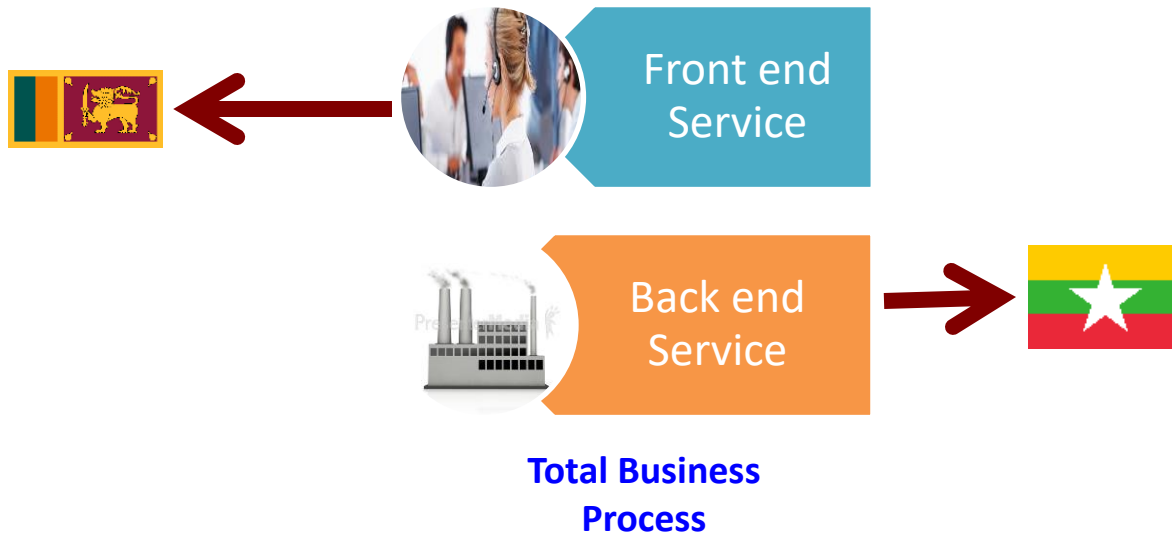 Front end
Service
Back end
Service
Total Business
Process